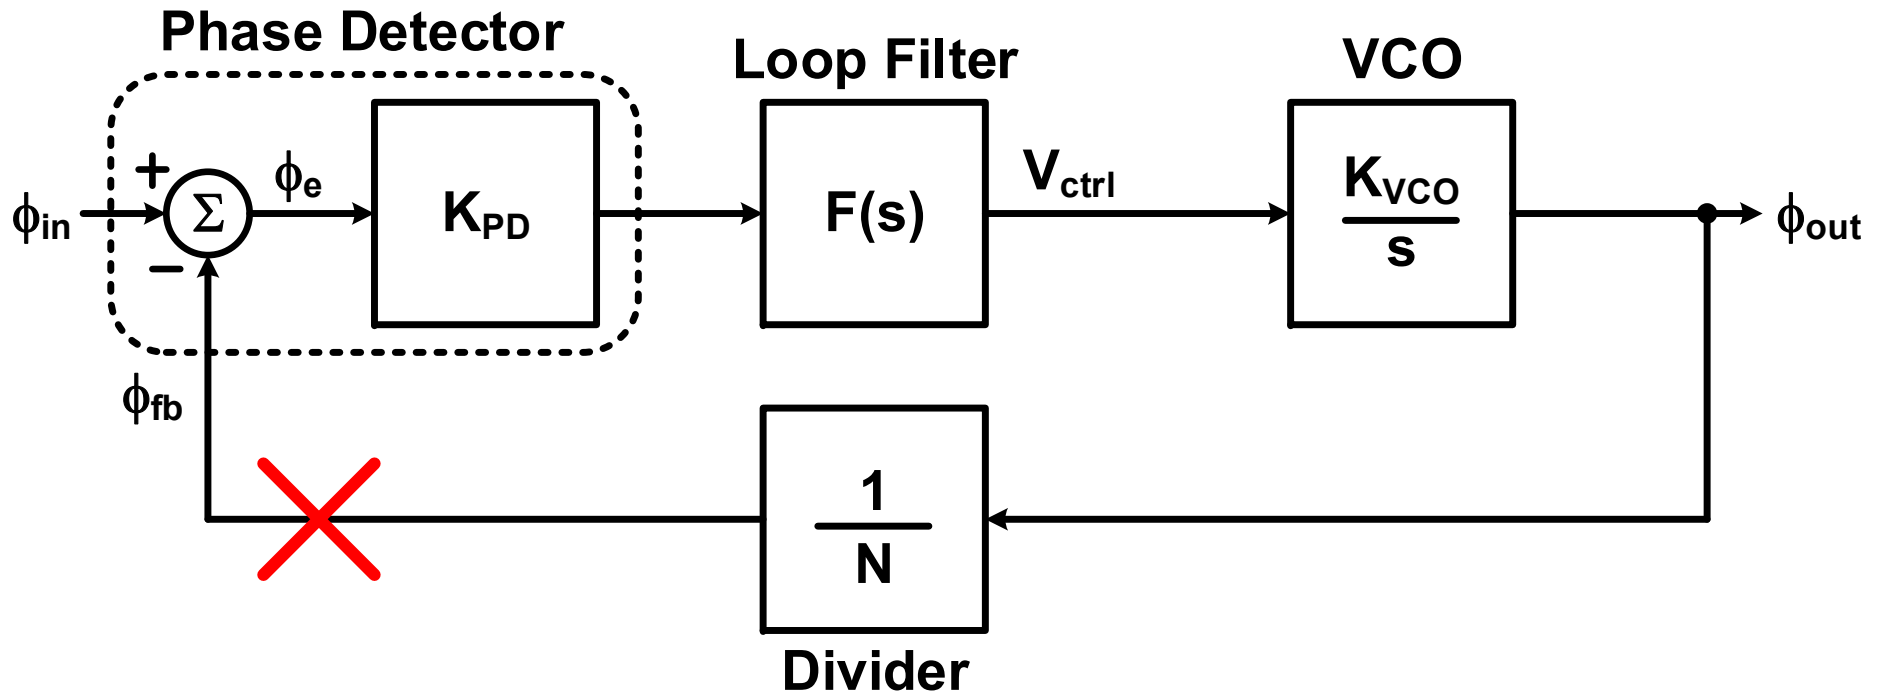 Phase Detector
Loop Filter
VCO
+
ϕin
Σ
−
ϕe
KPD
F(s)
Vctrl
KVCO
s
ϕout
ϕfb
1
N
Divider